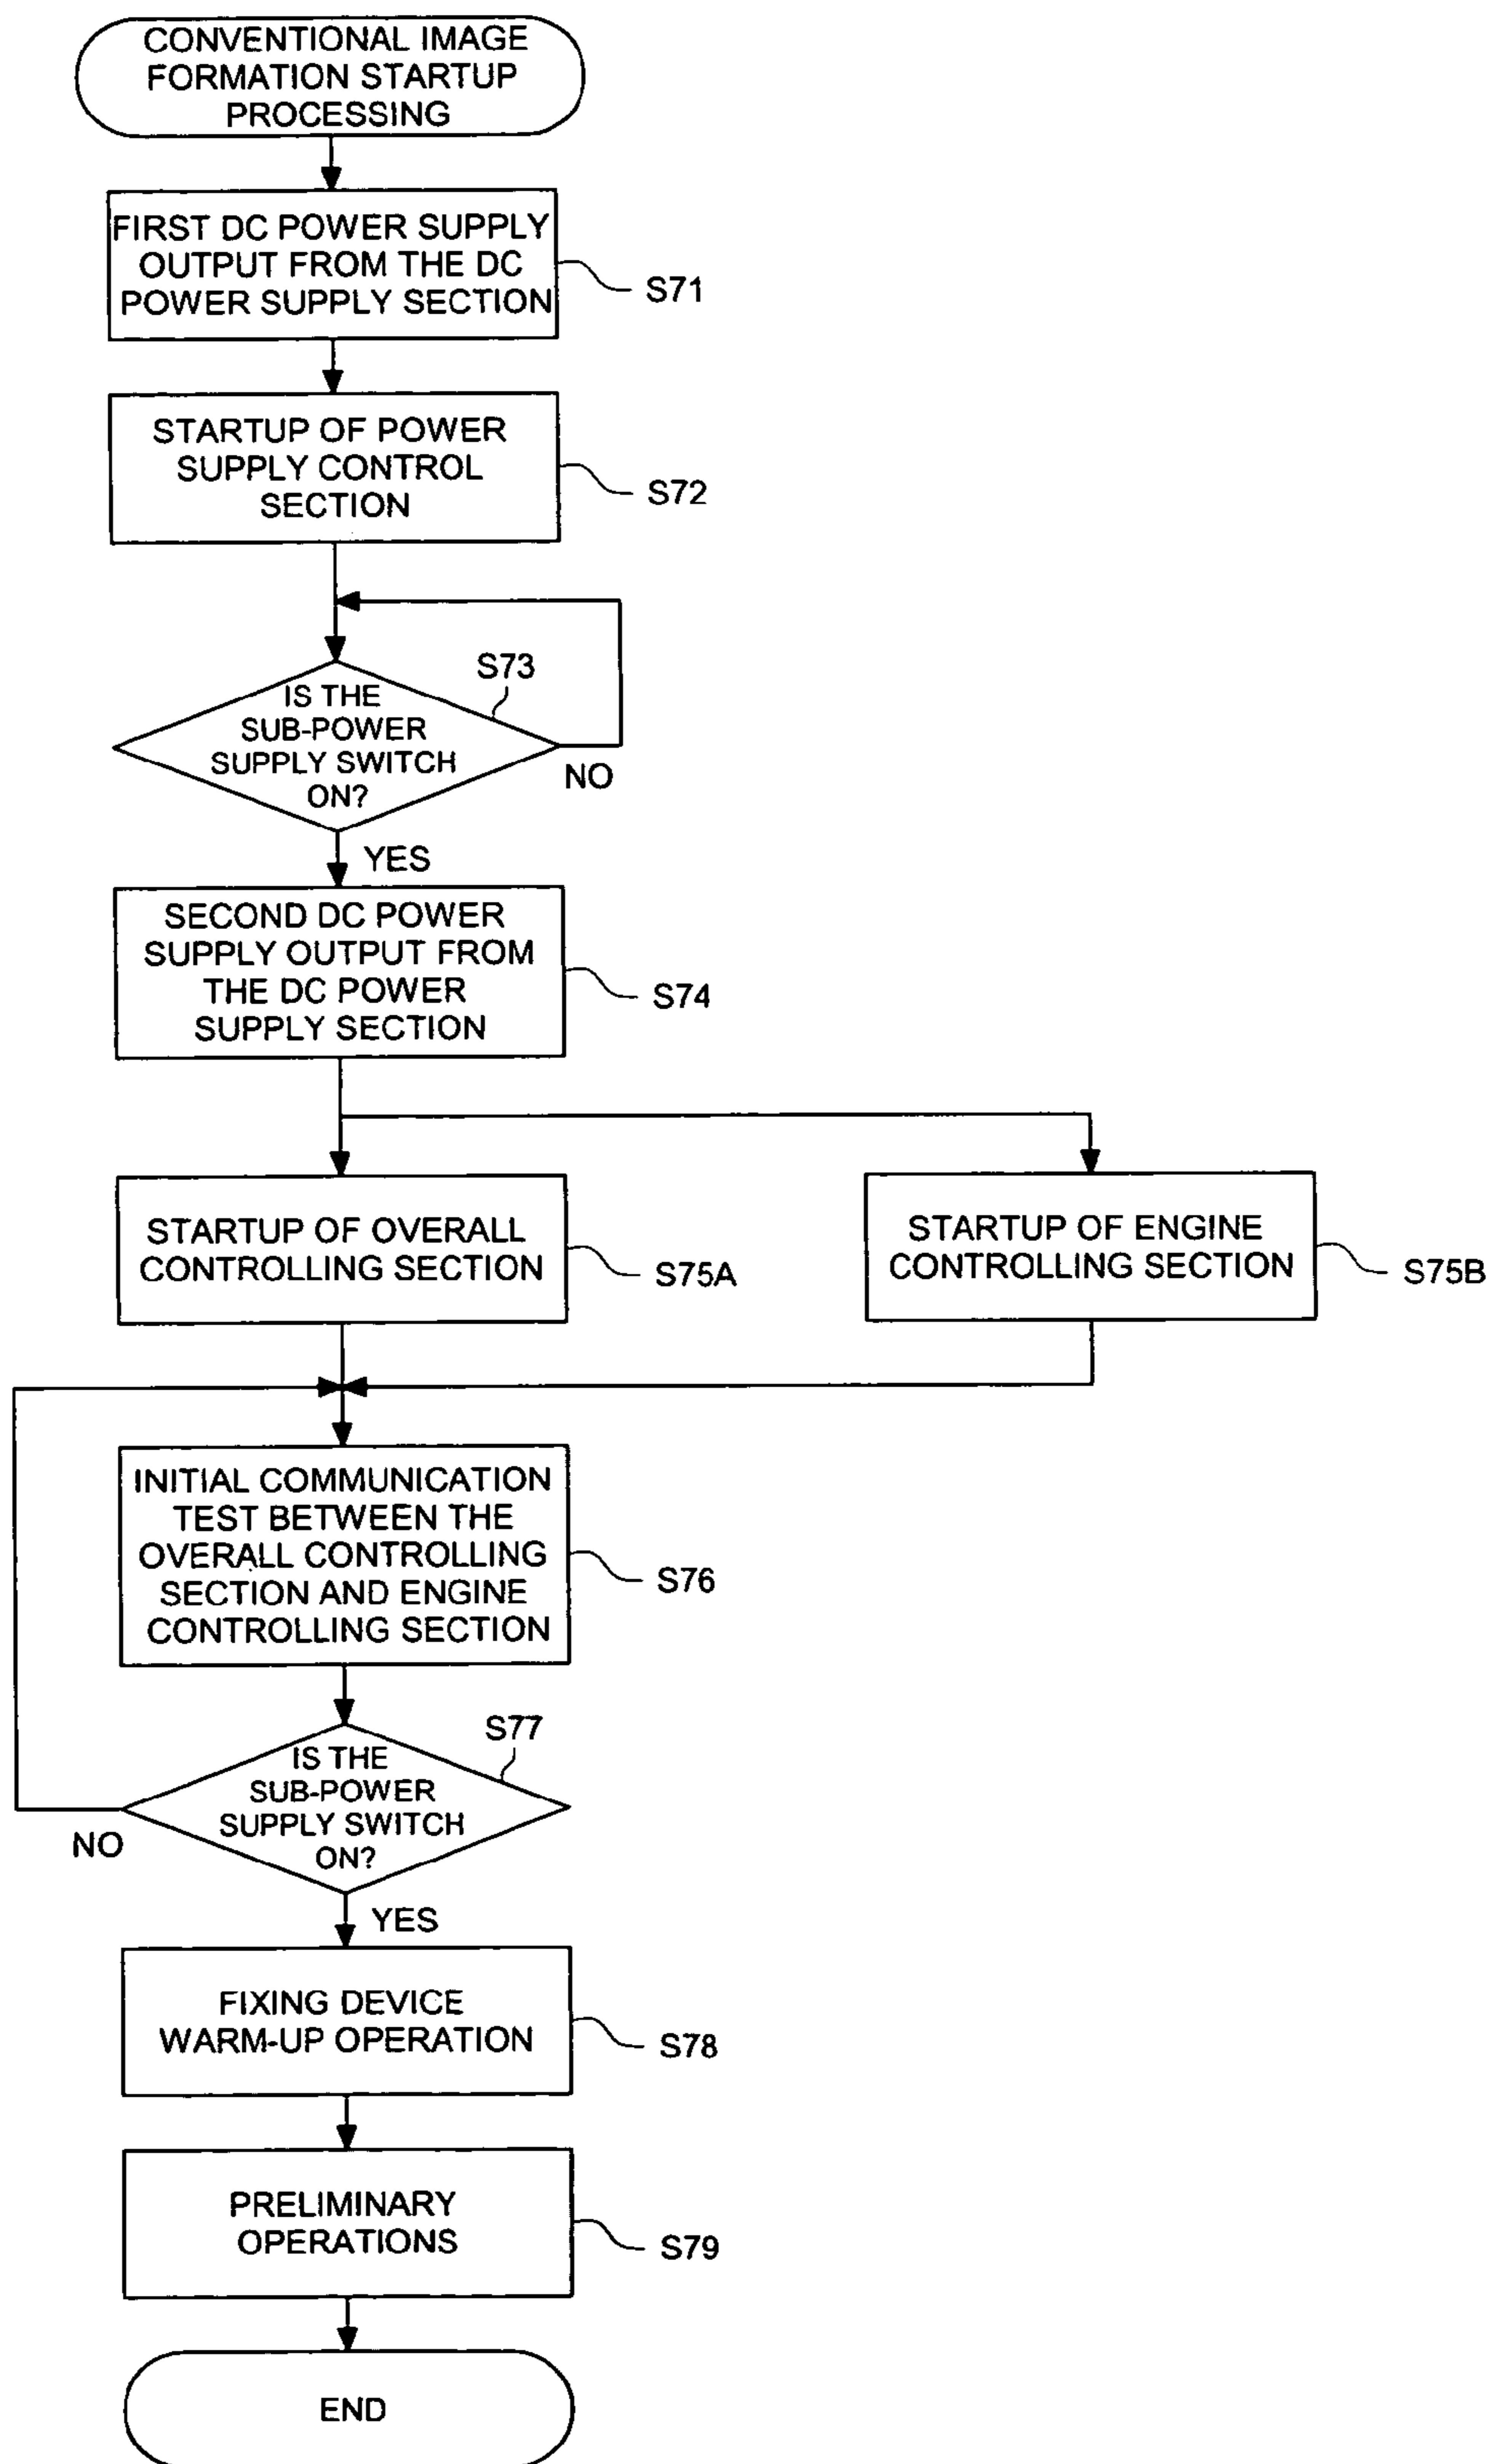 CONVENTIONAL IMAGE
FORMATION STARTUP
PROCESSING
FIRST DC POWER SUPPLY
OUTPUT FROM THE DC
POWER SUPPLY SECTION
S71
STARTUP OF POWER
SUPPLY CONTROL
SECTION
S72
S73
IS THE
SUB-POWER
SUPPLY SWITCH
ON?
NO
YES
SECOND DC POWER
SUPPLY OUTPUT FROM
THE DC POWER
SUPPLY SECTION
S74
STARTUP OF OVERALL
CONTROLLING SECTION
S75A
STARTUP OF ENGINE
CONTROLLING SECTION
S75B
INITIAL COMMUNICATION
TEST BETWEEN THE
OVERALL CONTROLLING
SECTION AND ENGINE
CONTROLLING SECTION
S76
S77
IS THE
SUB-POWER
SUPPLY SWITCH
ON?
NO
YES
FIXING DEVICE
WARM-UP OPERATION
S78
PRELIMINARY
OPERATIONS
S79
END